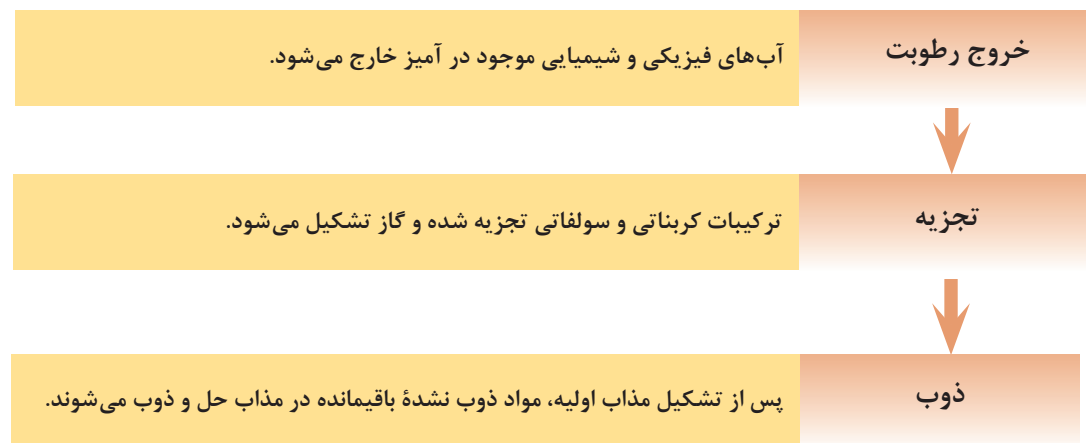 خروج رطوبت
آب‌های فیزیکی و شیمیایی موجود در آمیز خارج می‌شود.
تجزیه
ترکیبات کربناتی و سولفاتی تجزیه شده و گاز تشکیل می‌شود.
ذوب
پس از تشکیل مذاب اولیه، مواد ذوب نشدهٔ باقیمانده در مذاب حل و ذوب می‌شوند.